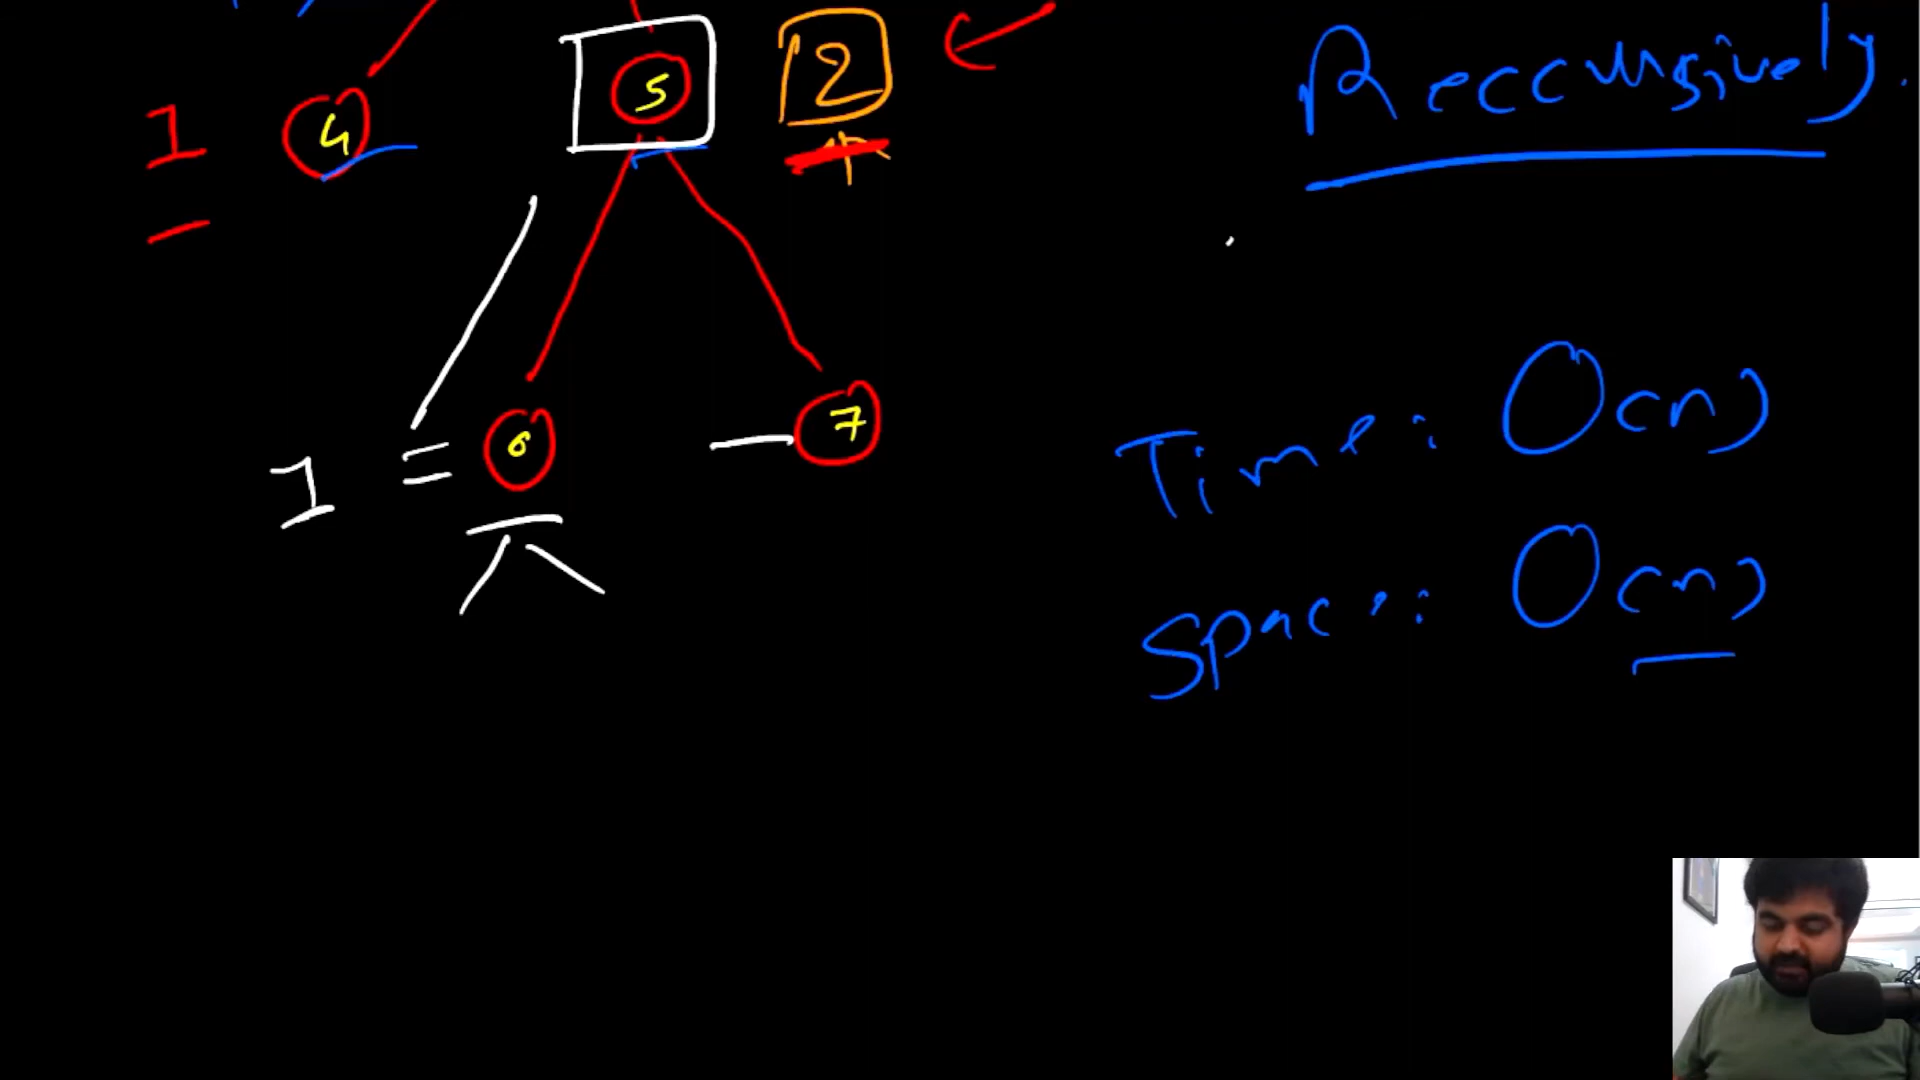 Reccursively.
5 2
1 4
Time: O(n)
1 = 6 7
Space: O(n)